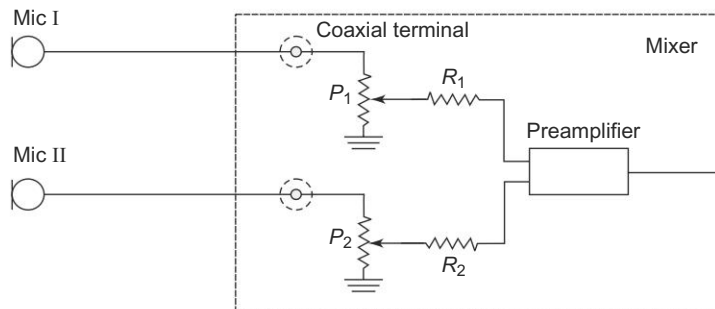 Mic I
Coaxial terminal
Mixer
P1
R1
Preamplifier
Mic II
P2
R2